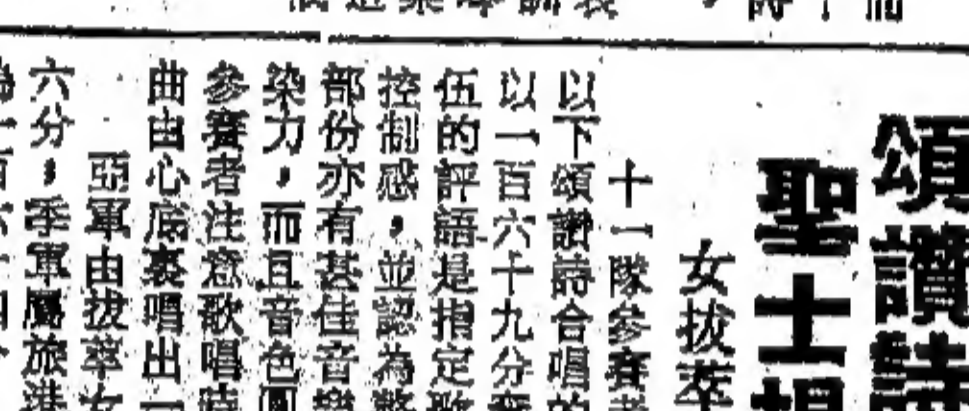 頌讚詩
聖士提
女拔萃
十一隊參賽者
以下頌讚詩合唱的
以一百六十九分奪
伍的評語是指定歌
控制感，並認為整
部份亦有甚佳音樂
染力，而且音色圓
參賽者注意歌唱時
曲由心底裏唱出一
亞軍由拔萃女
六分，季軍屬旅港